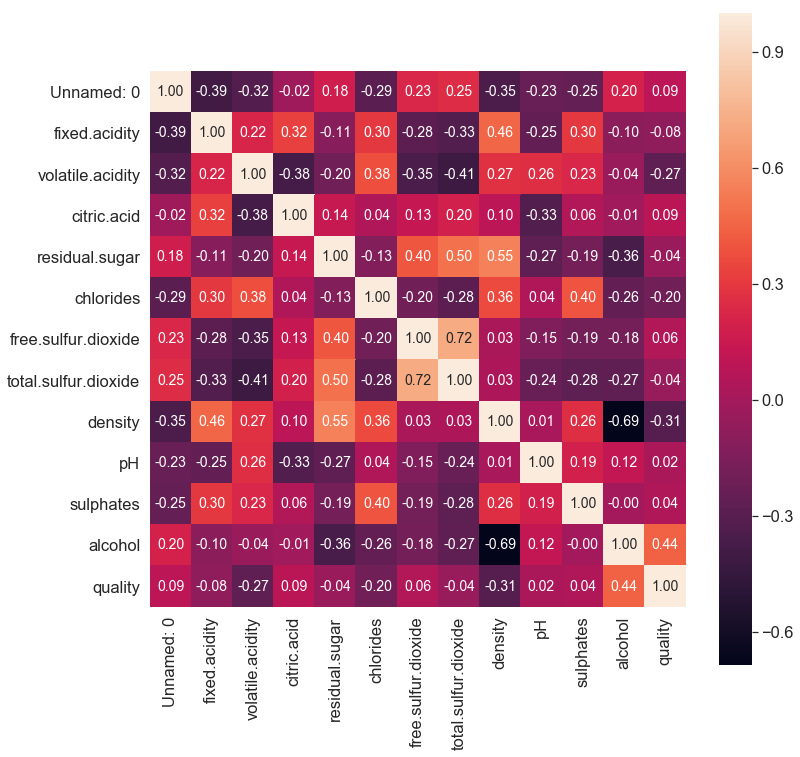 0.9
Unnamed: 0 1.00 -0.39 -0.32 -0.02 0.18 -0.29 0.23 0.25 -0.35 -0.23 -0.25 0.20 0.09
fixed.acidity -0.39 1.00 0.22 0.32 -0.11 0.30 -0.28 -0.33 0.46 -0.25 0.30 -0.10 -0.08
0.6
volatile.acidity -0.32 0.22 1.00 -0.38 -0.20 0.38 -0.35 -0.41 0.27 0.26 0.23 -0.04 -0.27
citric.acid -0.02 0.32 -0.38 1.00 0.14 0.04 0.13 0.20 0.10 -0.33 0.06 -0.01 0.09
residual.sugar 0.18 -0.11 -0.20 0.14 1.00 -0.13 0.40 0.50 0.55 -0.27 -0.19 -0.36 -0.04
0.3
chlorides -0.29 0.30 0.38 0.04 -0.13 1.00 -0.20 -0.28 0.36 0.04 0.40 -0.26 -0.20
free.sulfur.dioxide 0.23 -0.28 -0.35 0.13 0.40 -0.20 1.00 0.72 0.03 -0.15 -0.19 -0.18 0.06
total.sulfur.dioxide 0.25 -0.33 -0.41 0.20 0.50 -0.28 0.72 1.00 0.03 -0.24 -0.28 -0.27 -0.04
0.0
density -0.35 0.46 0.27 0.10 0.55 0.36 0.03 0.03 1.00 0.01 0.26 -0.69 -0.31
pH -0.23 -0.25 0.26 -0.33 -0.27 0.04 -0.15 -0.24 0.01 1.00 0.19 0.12 0.02
sulphates -0.25 0.30 0.23 0.06 -0.19 0.40 -0.19 -0.28 0.26 0.19 1.00 -0.00 0.04
−0.3
alcohol 0.20 -0.10 -0.04 -0.01 -0.36 -0.26 -0.18 -0.27 -0.69 0.12 -0.00 1.00 0.44
quality 0.09 -0.08 -0.27 0.09 -0.04 -0.20 0.06 -0.04 -0.31 0.02 0.04 0.44 1.00
−0.6
Unnamed: 0
fixed.acidity
volatile.acidity
citric.acid
residual.sugar
chlorides
free.sulfur.dioxide
total.sulfur.dioxide
density
pH
sulphates
alcohol
quality